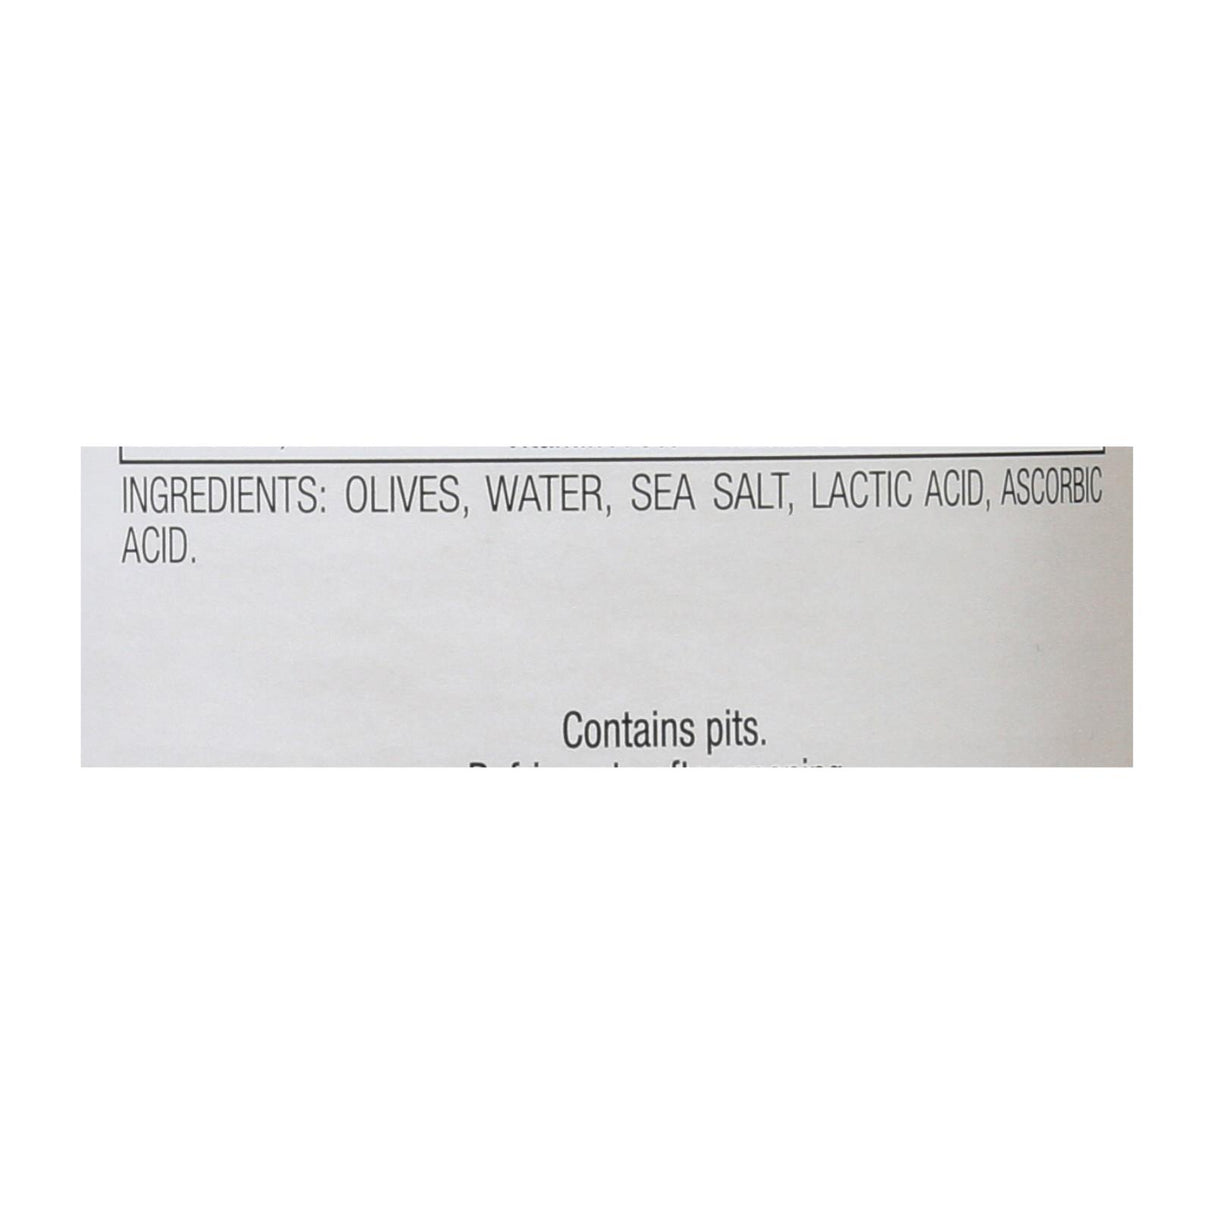 INGREDIENTS: OLIVES, WATER, SEA SALT, LACTIC ACID, ASCORBIC
ACID.
Contains pits.